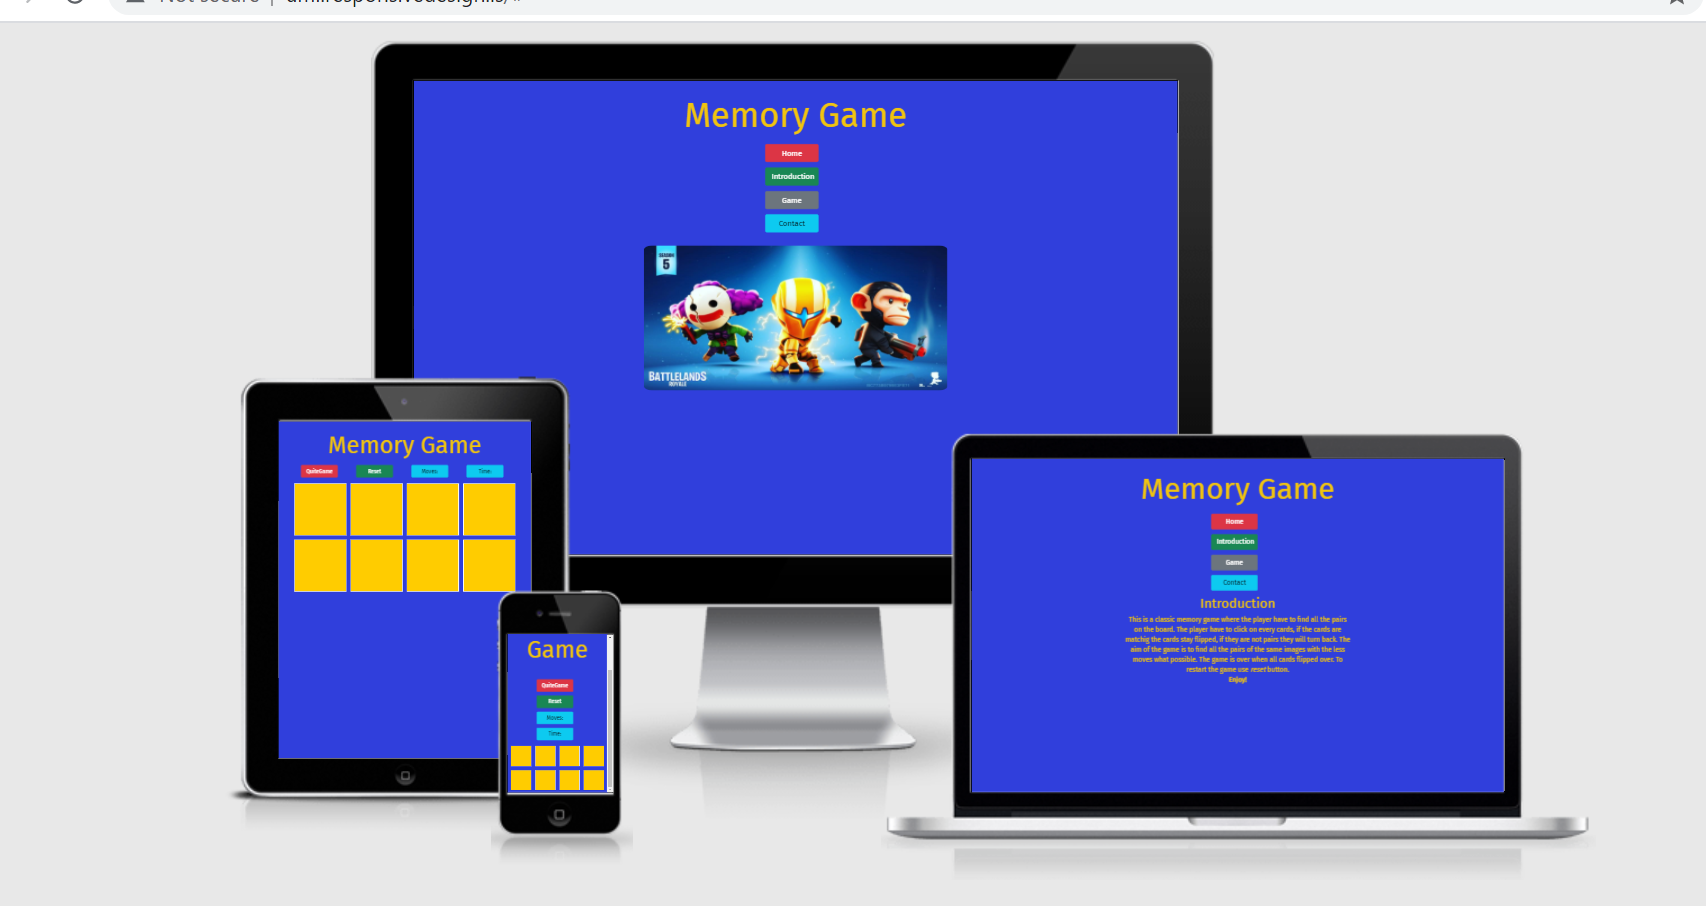 Not secure
Memory Game
Home
Introduction
Game
Contact
SEASON
5
BATTLELANDS
ROYALE
Memory Game
QuiteGame
Reset
Moves:
Time:
Game
QuiteGame
Reset
Moves:
Time:
Memory Game
Home
Introduction
Game
Contact
Introduction
This is a classic memory game where the player have to find all the pairs
on the board. The player have to click on every cards, if the cards are
matchig the cards stay flipped, if they are not pairs they will turn back. The
aim of the game is to find all the pairs of the same images with the less
moves what possible. The game is over when all cards flipped over. To
restart the game use reset button.
Enjoy!